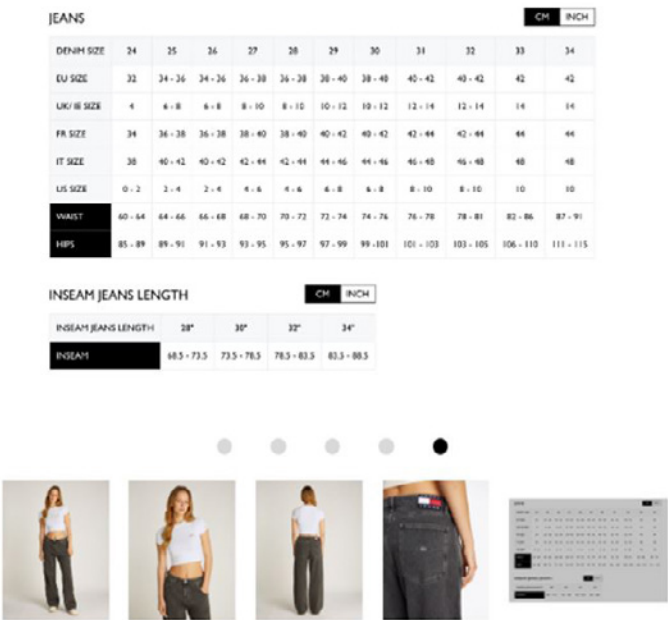 JEANS
CM INCH
DENIM SIZE 24 25 26 27 28 29 30 31 32 33 34
EU SIZE 32 34 - 36 34 - 36 36 - 38 36 - 38 38 - 40 38 - 40 40 - 42 40 - 42 42 42
UK/ IE SIZE 4 6 - 8 6 - 8 8 - 10 8 - 10 10 - 12 10 - 12 12 - 14 12 - 14 14 14
FR SIZE 34 36 - 38 36 - 38 38 - 40 38 - 40 40 - 42 40 - 42 42 - 44 42 - 44 44 44
IT SIZE 38 40 - 42 40 - 42 42 - 44 42 - 44 44 - 46 44 - 46 46 - 48 46 - 48 48 48
US SIZE 0 - 2 2 - 4 2 - 4 4 - 6 4 - 6 6 - 8 6 - 8 8 - 10 8 - 10 10 10
WAIST 60 - 64 64 - 66 66 - 68 68 - 70 70 - 72 72 - 74 74 - 76 76 - 78 78 - 81 82 - 86 87 - 91
HIPS 85 - 89 89 - 91 91 - 93 93 - 95 95 - 97 97 - 99 99 -101 101 - 103 103 - 105 106 - 110 111 - 115
INSEAM JEANS LENGTH
CM INCH
INSEAM JEANS LENGTH 28" 30" 32" 34"
INSEAM 68.5 - 73.5 73.5 - 78.5 78.5 - 83.5 83.5 - 88.5